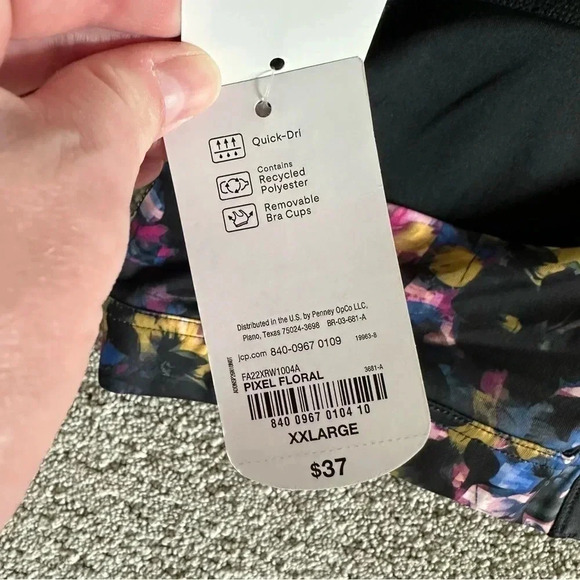 Quick-Dri
Contains
Recycled
Polyester
Removable
Bra Cups
Distributed in the U.S. by Penney OpCo LLC,
Plano, Texas 75024-3698 BR-03-681-A
jcp.com 840-0967 0109 19963-8
FA22XRW1004A 3681-A
PIXEL FLORAL
840 0967 0104 10
XXLARGE
$37